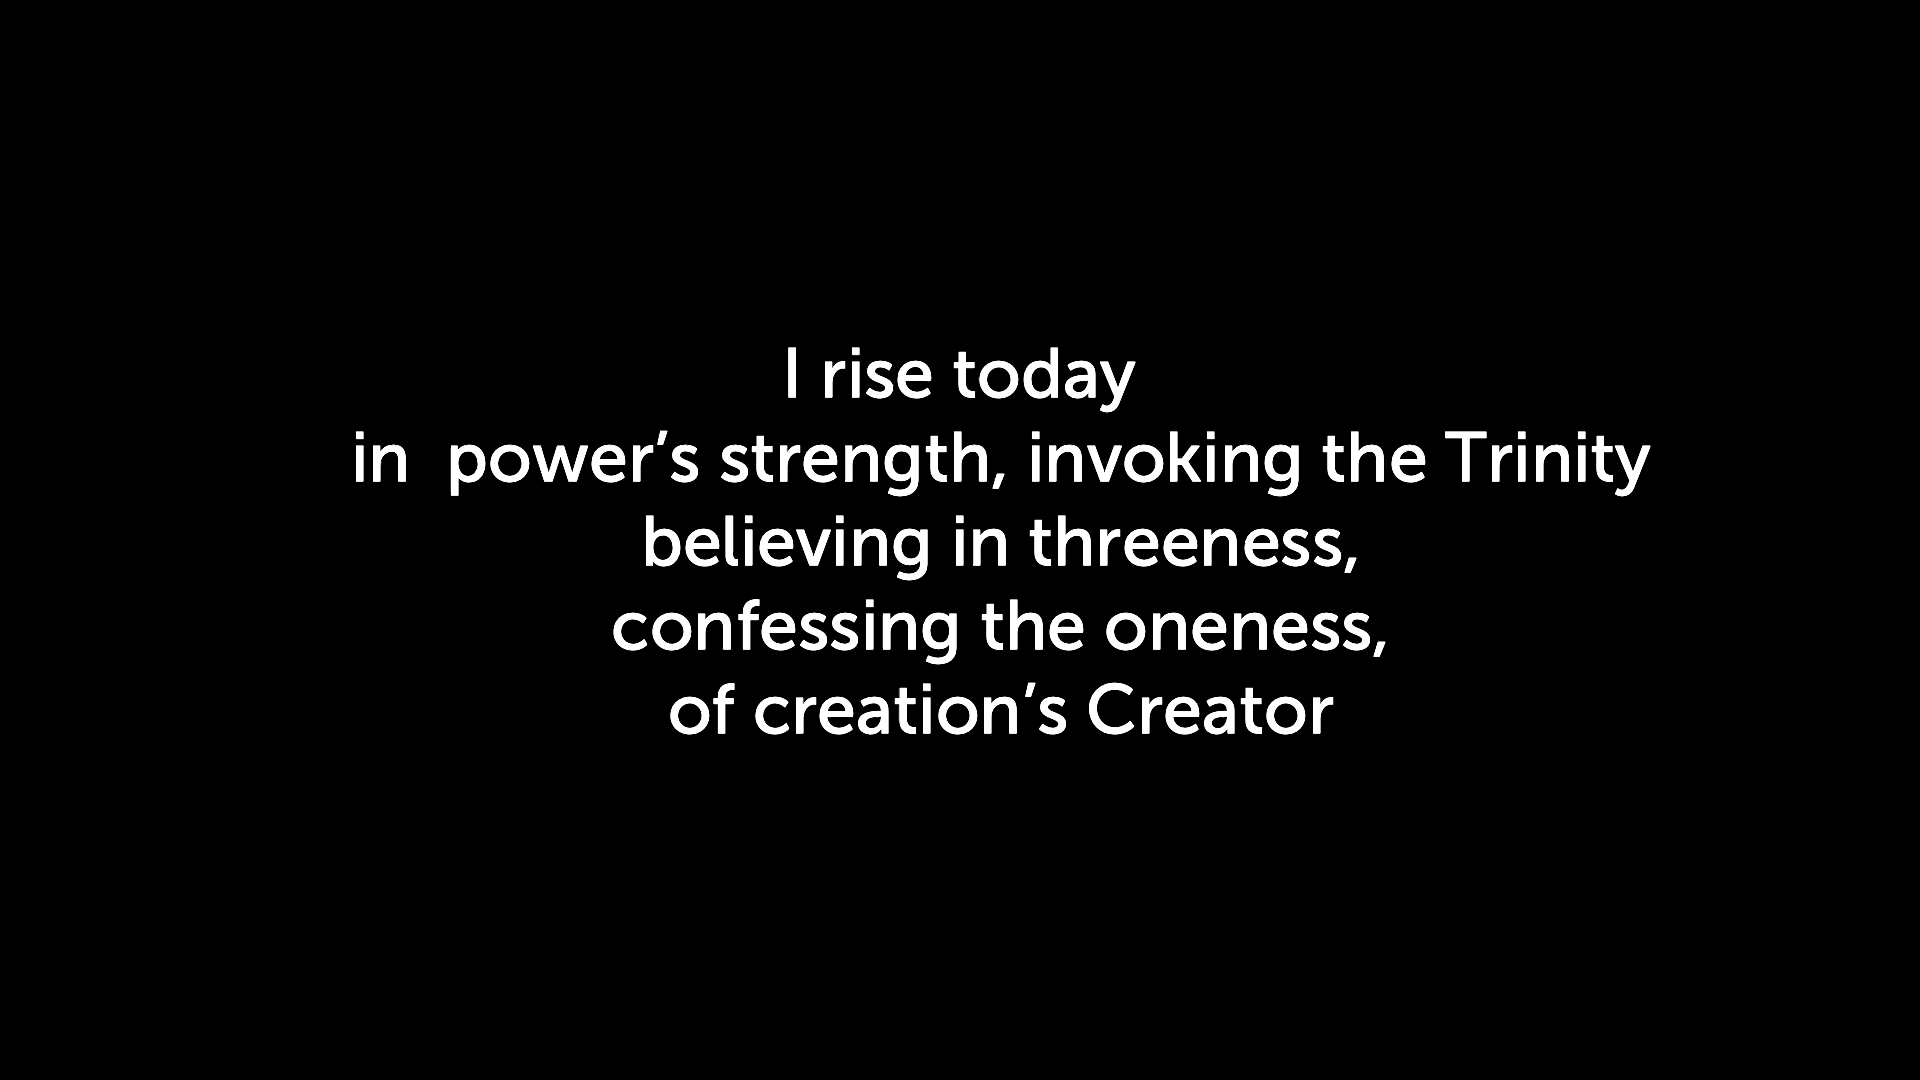 I rise today
in  power’s strength, invoking the Trinity
believing in threeness,
confessing the oneness,
of creation’s Creator